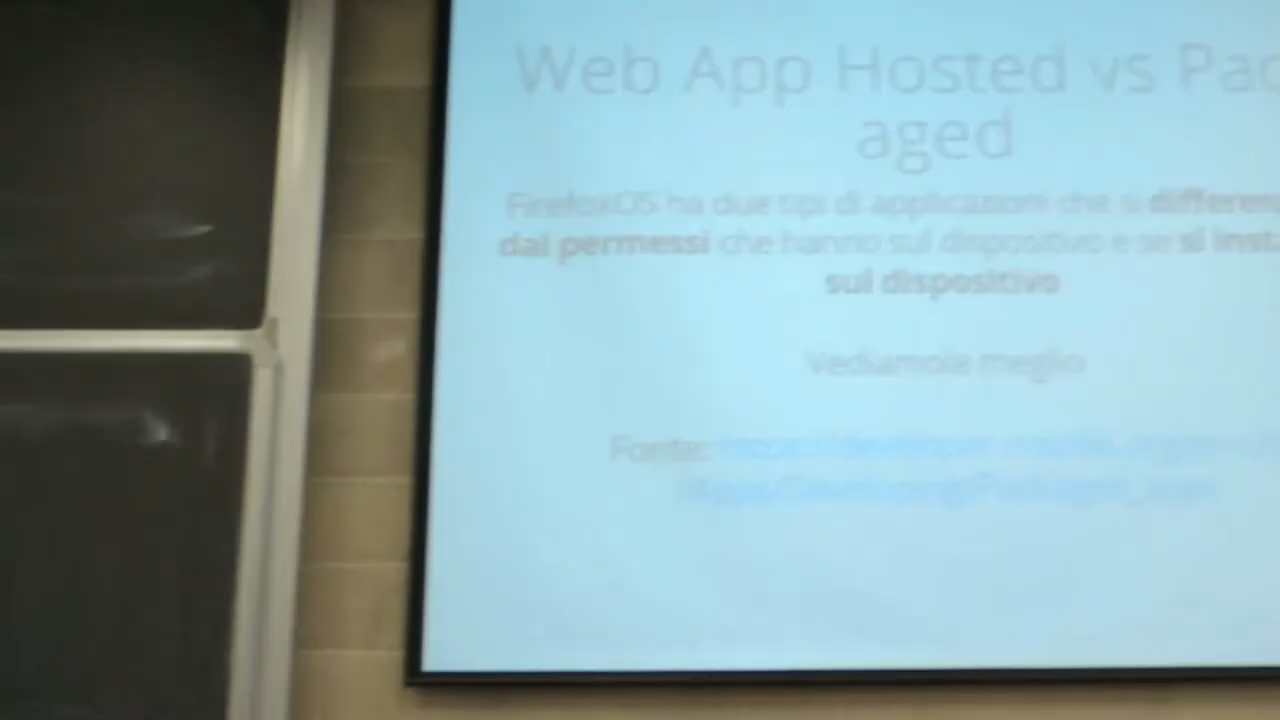 Web App Hosted vs Pac
aged
FirefoxOS ha due tipi di applicazioni che si differen
dai permessi che hanno sul dispositivo e se si inst
sul dispositivo
Vediamole meglio
Fonte: